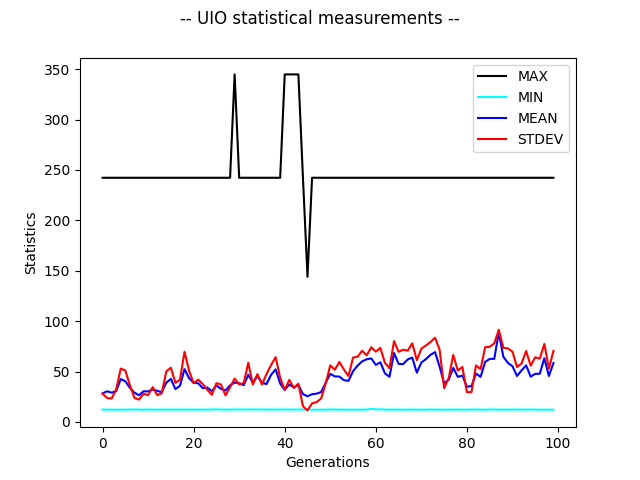 -- UIO statistical measurements --
350
300
250
200
150
100
50
0
Statistics
MAX
MIN
MEAN
STDEV
0 20 40 60 80 100
Generations